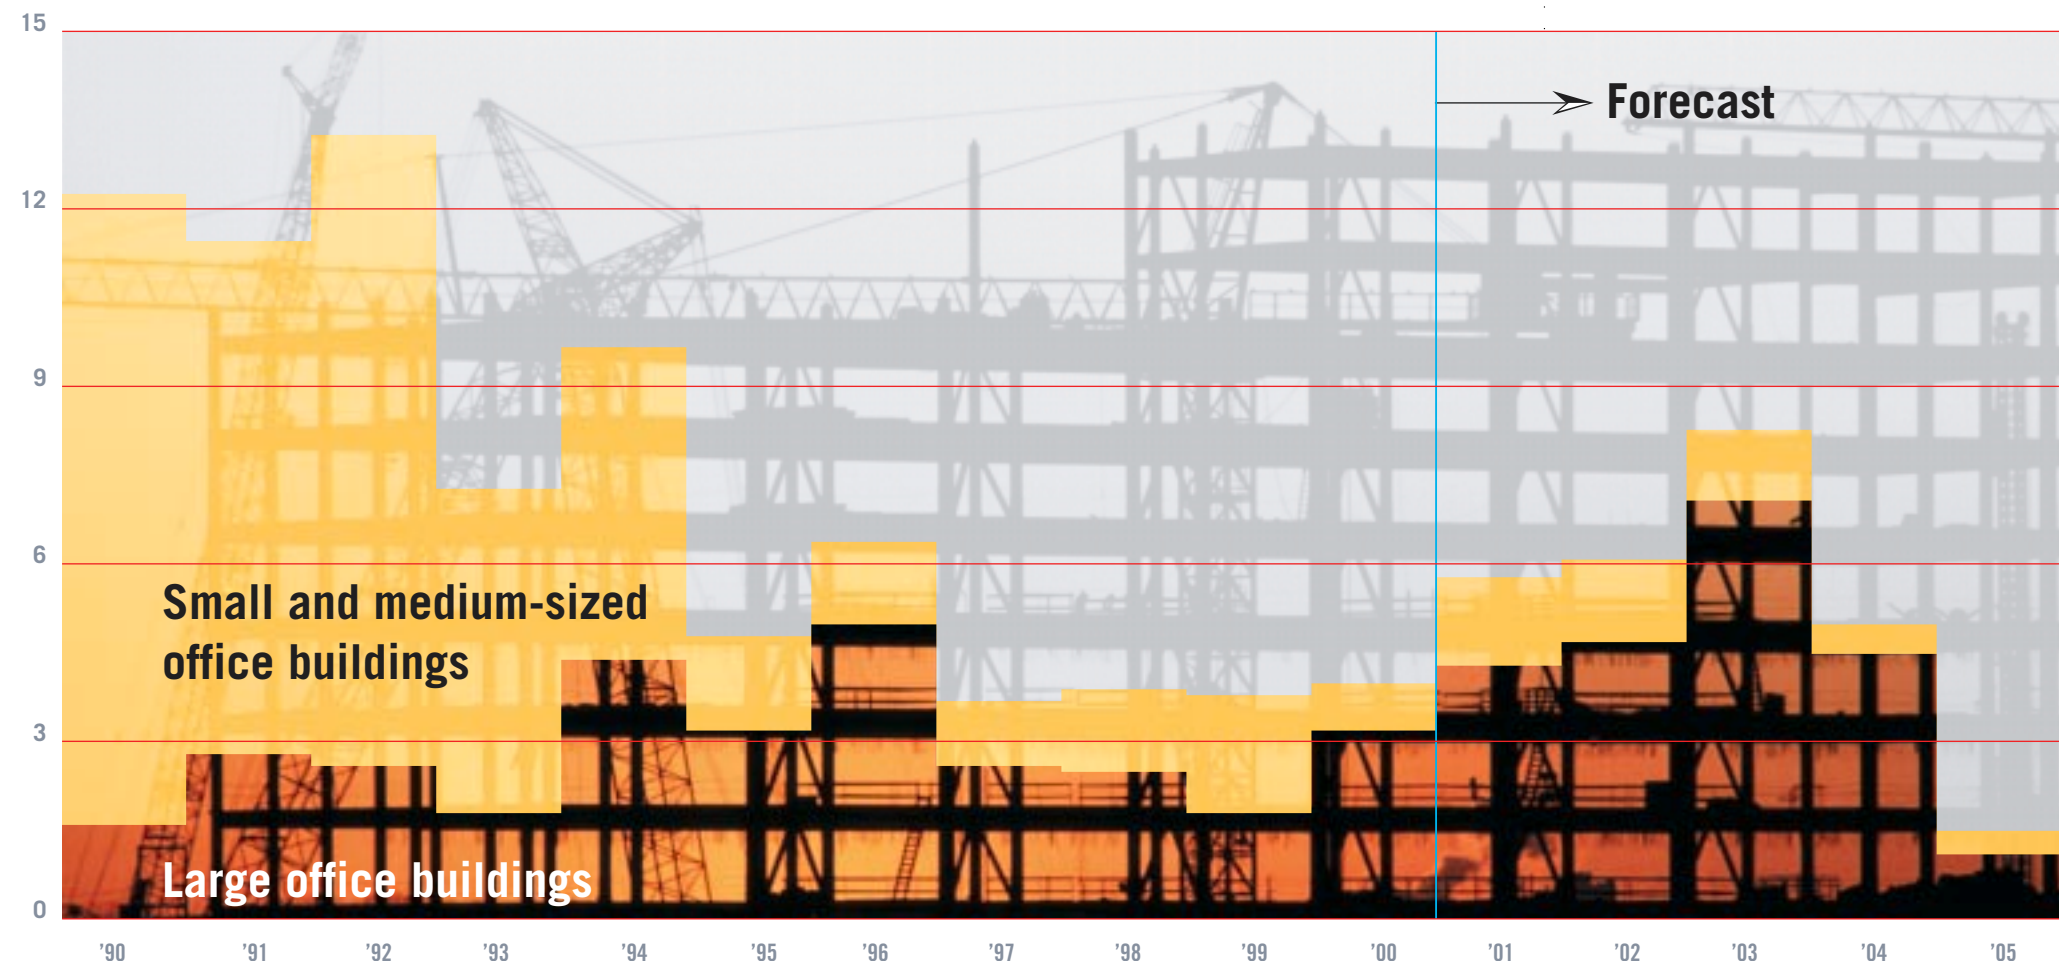 15
Forecast
12
9
6
Small and medium-sized
office buildings
3
Large office buildings
0
’90 ’91 ’92 ’93 ’94 ’95 ’96 ’97 ’98 ’99 ’00 ’01 ’02 ’03 ’04 ’05